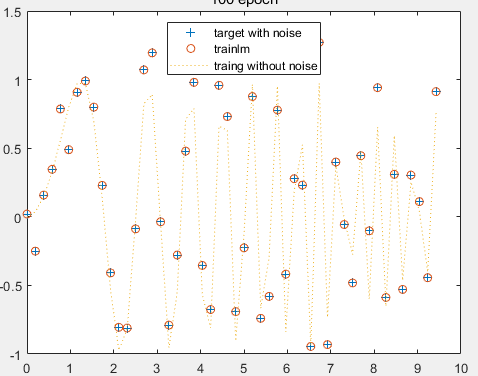 100 epoch
1.5
target with noise
trainlm
traing without noise
1
0.5
0
-0.5
-1
0 1 2 3 4 5 6 7 8 9 10